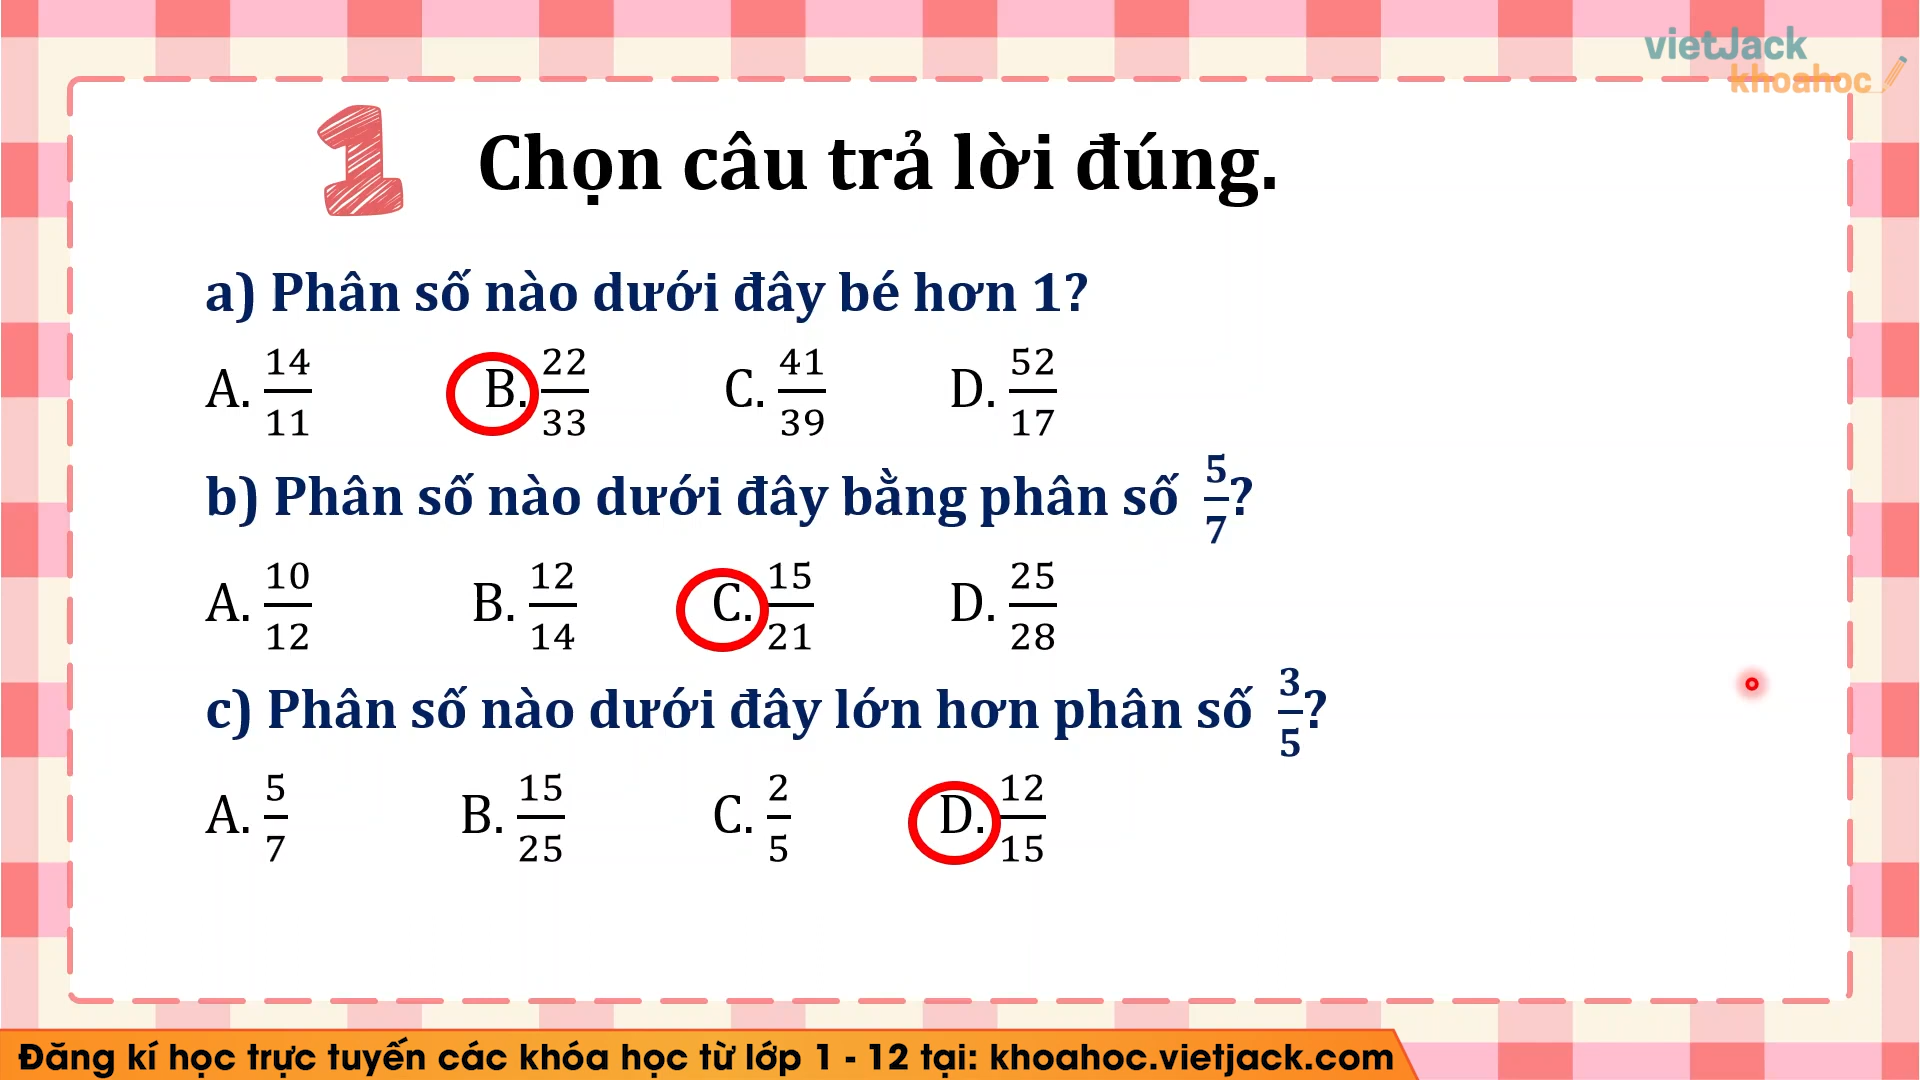 vietJack
khoahoc
1 Chọn câu trả lời đúng.
a) Phân số nào dưới đây bé hơn 1?
A. 14/11 B. 22/33 C. 41/39 D. 52/17
b) Phân số nào dưới đây bằng phân số 5/7?
A. 10/12 B. 12/14 C. 15/21 D. 25/28
c) Phân số nào dưới đây lớn hơn phân số 3/5?
A. 5/7 B. 15/25 C. 2/5 D. 12/15
Đăng kí học trực tuyến các khóa học từ lớp 1 - 12 tại: khoahoc.vietjack.com